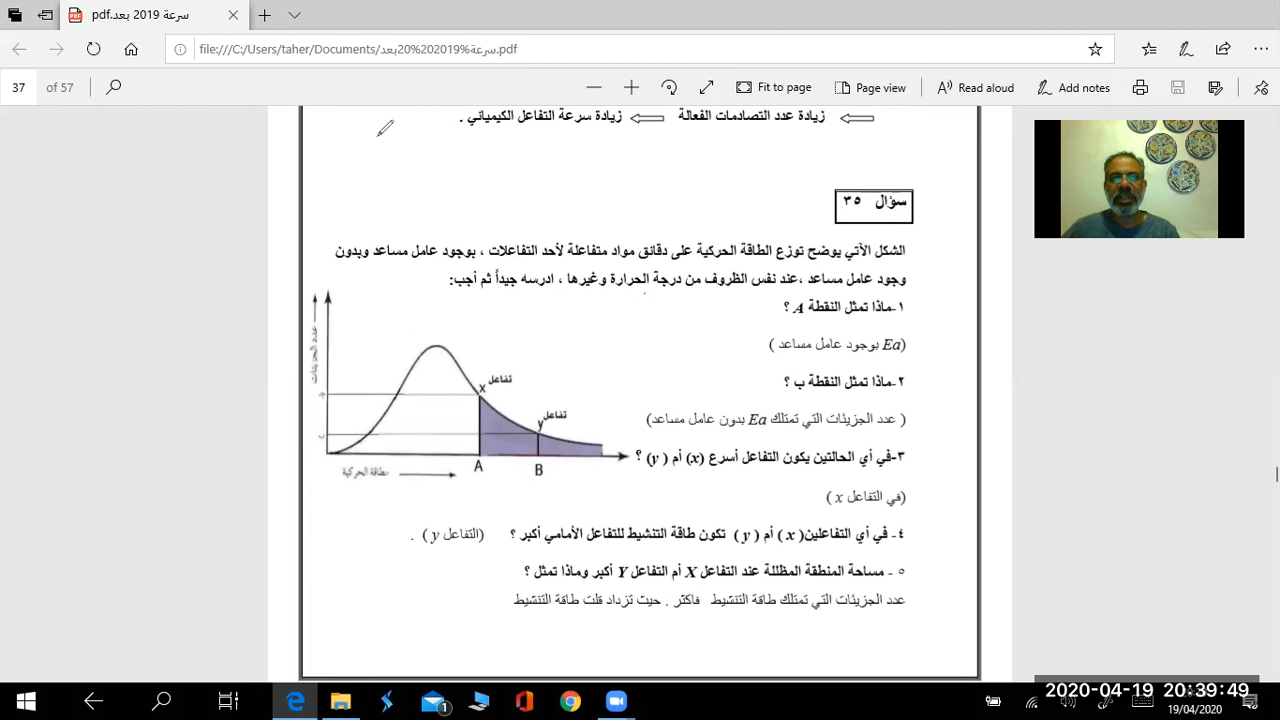 سرعة 2019 بعد.pdf
file:///C:/Users/taher/Documents/سرعة%202019%20بعد.pdf
37 of 57
Fit to page
Page view
Read aloud
Add notes
زيادة عدد التصادمات الفعالة ⇐ زيادة سرعة التفاعل الكيميائي .
سؤال ٣٥
الشكل الآتي يوضح توزع الطاقة الحركية على دقائق مواد متفاعلة لأحد التفاعلات ، بوجود عامل مساعد وبدون
وجود عامل مساعد ،عند نفس الظروف من درجة الحرارة وغيرها ، ادرسه جيداً ثم أجب:
١-ماذا تمثل النقطة A ؟
(Ea بوجود عامل مساعد )
٢-ماذا تمثل النقطة ب ؟
( عدد الجزيئات التي تمتلك Ea بدون عامل مساعد)
٣-في أي الحالتين يكون التفاعل أسرع (x) أم ( y) ؟
(في التفاعل x )
٤- في أي التفاعلين( x ) أم ( y ) تكون طاقة التنشيط للتفاعل الأمامي أكبر ؟ (التفاعل y ) .
٥ - مساحة المنطقة المظللة عند التفاعل X أم التفاعل Y أكبر وماذا تمثل ؟
عدد الجزيئات التي تمتلك طاقة التنشيط فاكثر . حيث تزداد قلت طاقة التنشيط
عدد الجزيئات
تفاعل
X
تفاعل
y
A
B
طاقة الحركية
1
2020-04-19 20:39:49
19/04/2020